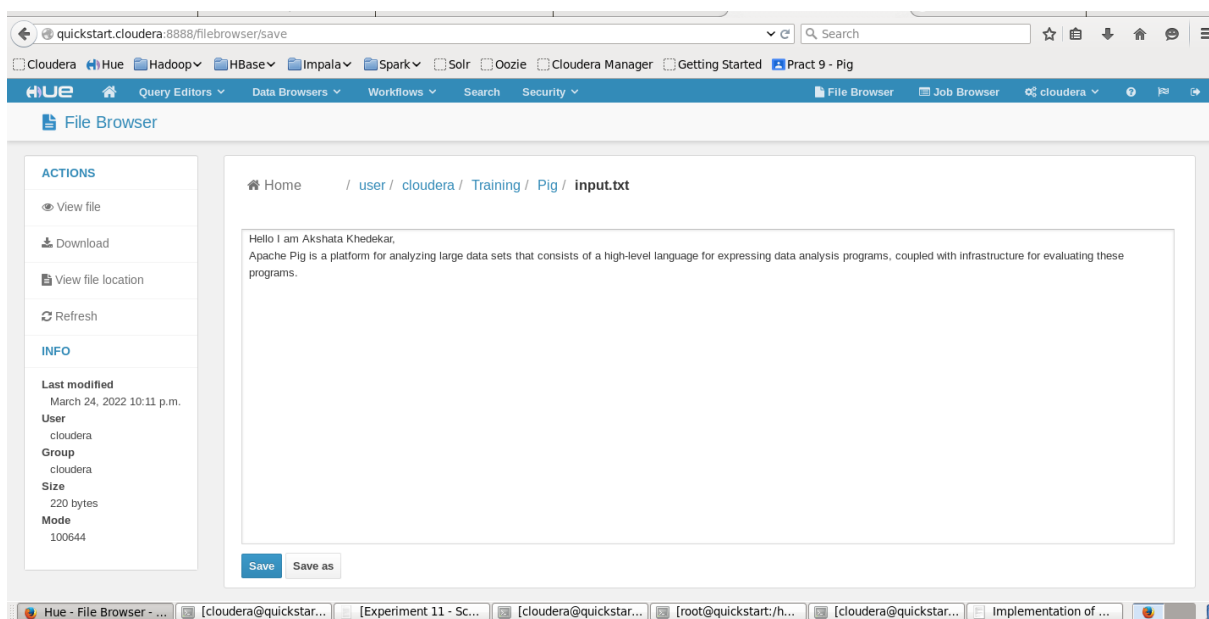 quickstart.cloudera:8888/filebrowser/save
Search
Cloudera Hue Hadoop HBase Impala Spark Solr Oozie Cloudera Manager Getting Started Pract 9 - Pig
HUE Query Editors Data Browsers Workflows Search Security File Browser Job Browser cloudera
File Browser
ACTIONS
View file
Download
View file location
Refresh
INFO
Last modified
March 24, 2022 10:11 p.m.
User
cloudera
Group
cloudera
Size
220 bytes
Mode
100644
Home / user / cloudera / Training / Pig / input.txt
Hello I am Akshata Khedekar,
Apache Pig is a platform for analyzing large data sets that consists of a high-level language for expressing data analysis programs, coupled with infrastructure for evaluating these
programs.
Save Save as
Hue - File Browser - ... [cloudera@quickstar... [Experiment 11 - Sc... [cloudera@quickstar... [root@quickstart:/h... [cloudera@quickstar... Implementation of ...